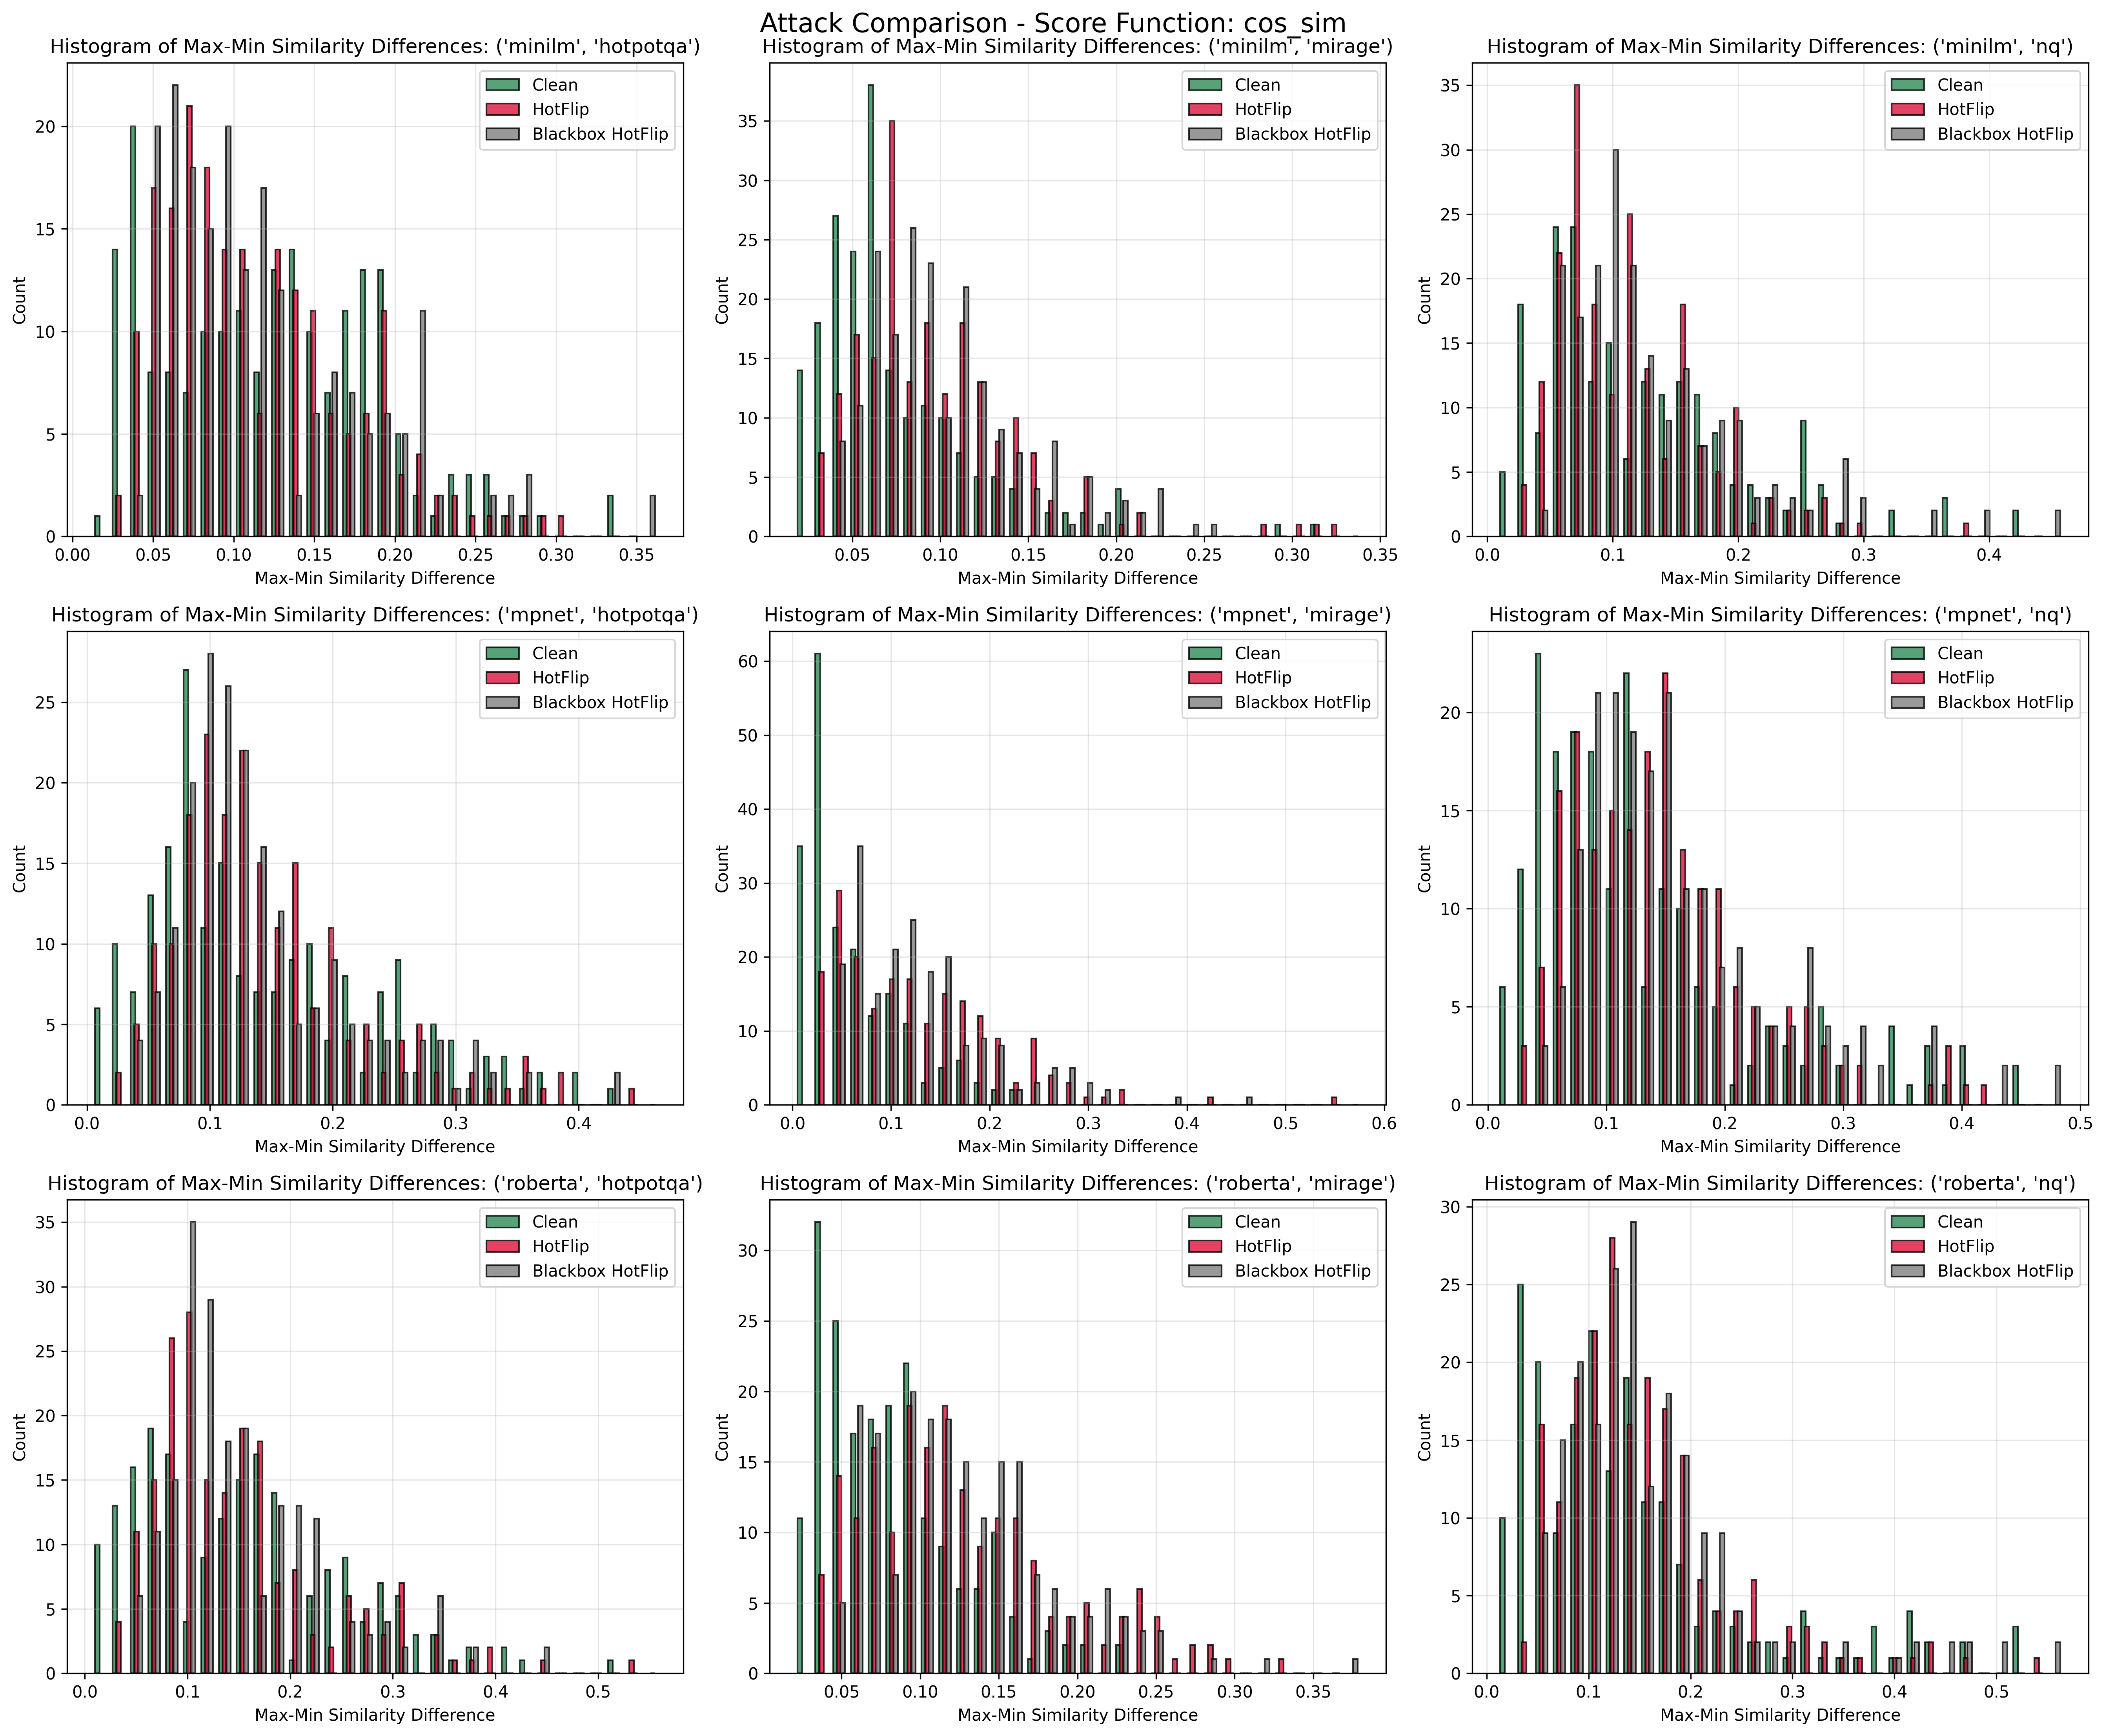 Attack Comparison - Score Function: cos_sim
Histogram of Max-Min Similarity Differences: ('minilm', 'hotpotqa')
Count
20
15
10
5
0
Clean
HotFlip
Blackbox HotFlip
0.00 0.05 0.10 0.15 0.20 0.25 0.30 0.35
Max-Min Similarity Difference
Histogram of Max-Min Similarity Differences: ('minilm', 'mirage')
Count
35
30
25
20
15
10
5
0
Clean
HotFlip
Blackbox HotFlip
0.05 0.10 0.15 0.20 0.25 0.30 0.35
Max-Min Similarity Difference
Histogram of Max-Min Similarity Differences: ('minilm', 'nq')
Count
35
30
25
20
15
10
5
0
Clean
HotFlip
Blackbox HotFlip
0.0 0.1 0.2 0.3 0.4
Max-Min Similarity Difference
Histogram of Max-Min Similarity Differences: ('mpnet', 'hotpotqa')
Count
25
20
15
10
5
0
Clean
HotFlip
Blackbox HotFlip
0.0 0.1 0.2 0.3 0.4
Max-Min Similarity Difference
Histogram of Max-Min Similarity Differences: ('mpnet', 'mirage')
Count
60
50
40
30
20
10
0
Clean
HotFlip
Blackbox HotFlip
0.0 0.1 0.2 0.3 0.4 0.5 0.6
Max-Min Similarity Difference
Histogram of Max-Min Similarity Differences: ('mpnet', 'nq')
Count
20
15
10
5
0
Clean
HotFlip
Blackbox HotFlip
0.0 0.1 0.2 0.3 0.4 0.5
Max-Min Similarity Difference
Histogram of Max-Min Similarity Differences: ('roberta', 'hotpotqa')
Count
35
30
25
20
15
10
5
0
Clean
HotFlip
Blackbox HotFlip
0.0 0.1 0.2 0.3 0.4 0.5
Max-Min Similarity Difference
Histogram of Max-Min Similarity Differences: ('roberta', 'mirage')
Count
30
25
20
15
10
5
0
Clean
HotFlip
Blackbox HotFlip
0.05 0.10 0.15 0.20 0.25 0.30 0.35
Max-Min Similarity Difference
Histogram of Max-Min Similarity Differences: ('roberta', 'nq')
Count
30
25
20
15
10
5
0
Clean
HotFlip
Blackbox HotFlip
0.0 0.1 0.2 0.3 0.4 0.5
Max-Min Similarity Difference